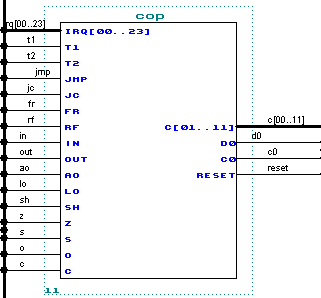 cop
rq[00..23] IRQ[00..23]
t1 T1
t2 T2
jmp JMP
jc JC
fr FR
rf RF C[01..11] c[00..11]
in IN D0 d0
out OUT C0 c0
ao AO RESET reset
lo LO
sh SH
z Z
s S
o O
c C
11